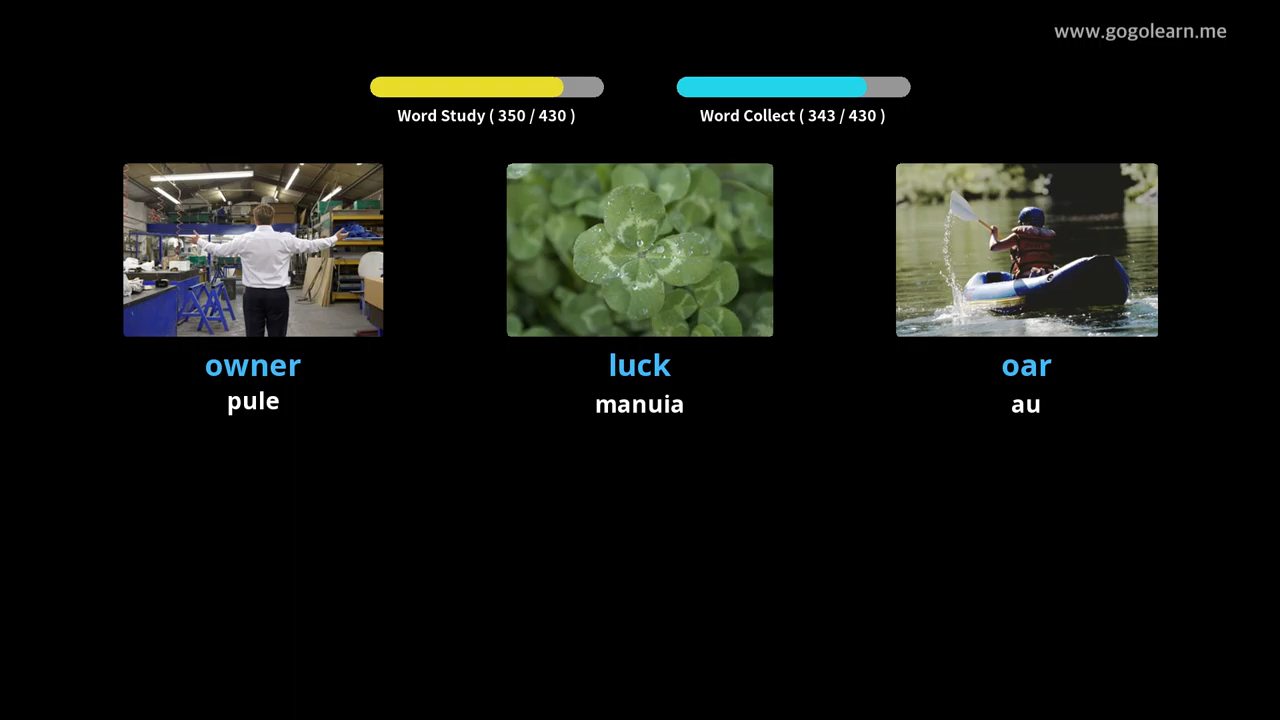 www.gogolearn.me
Word Study ( 350 / 430 )
Word Collect ( 343 / 430 )
owner
pule
luck
manuia
oar
au